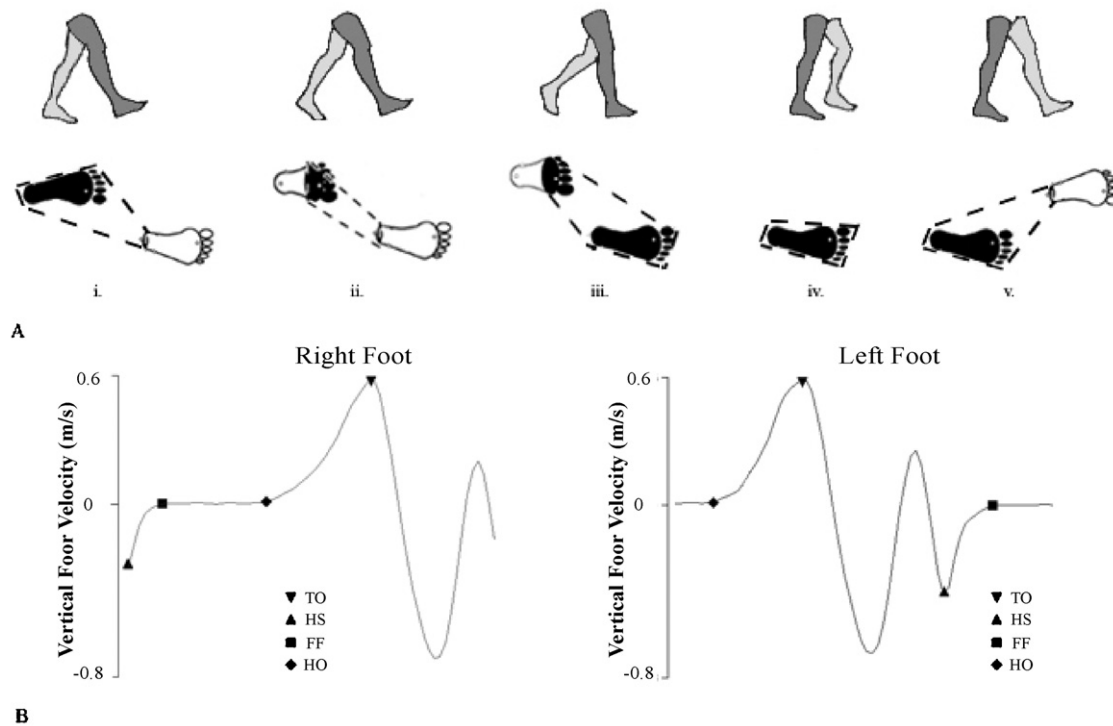 i.
ii.
iii.
iv.
v.
A
Right Foot
Vertical Foor Velocity (m/s)
0.6
0
-0.8
TO
HS
FF
HO
Left Foot
Vertical Foor Velocity (m/s)
0.6
0
-0.8
TO
HS
FF
HO
B